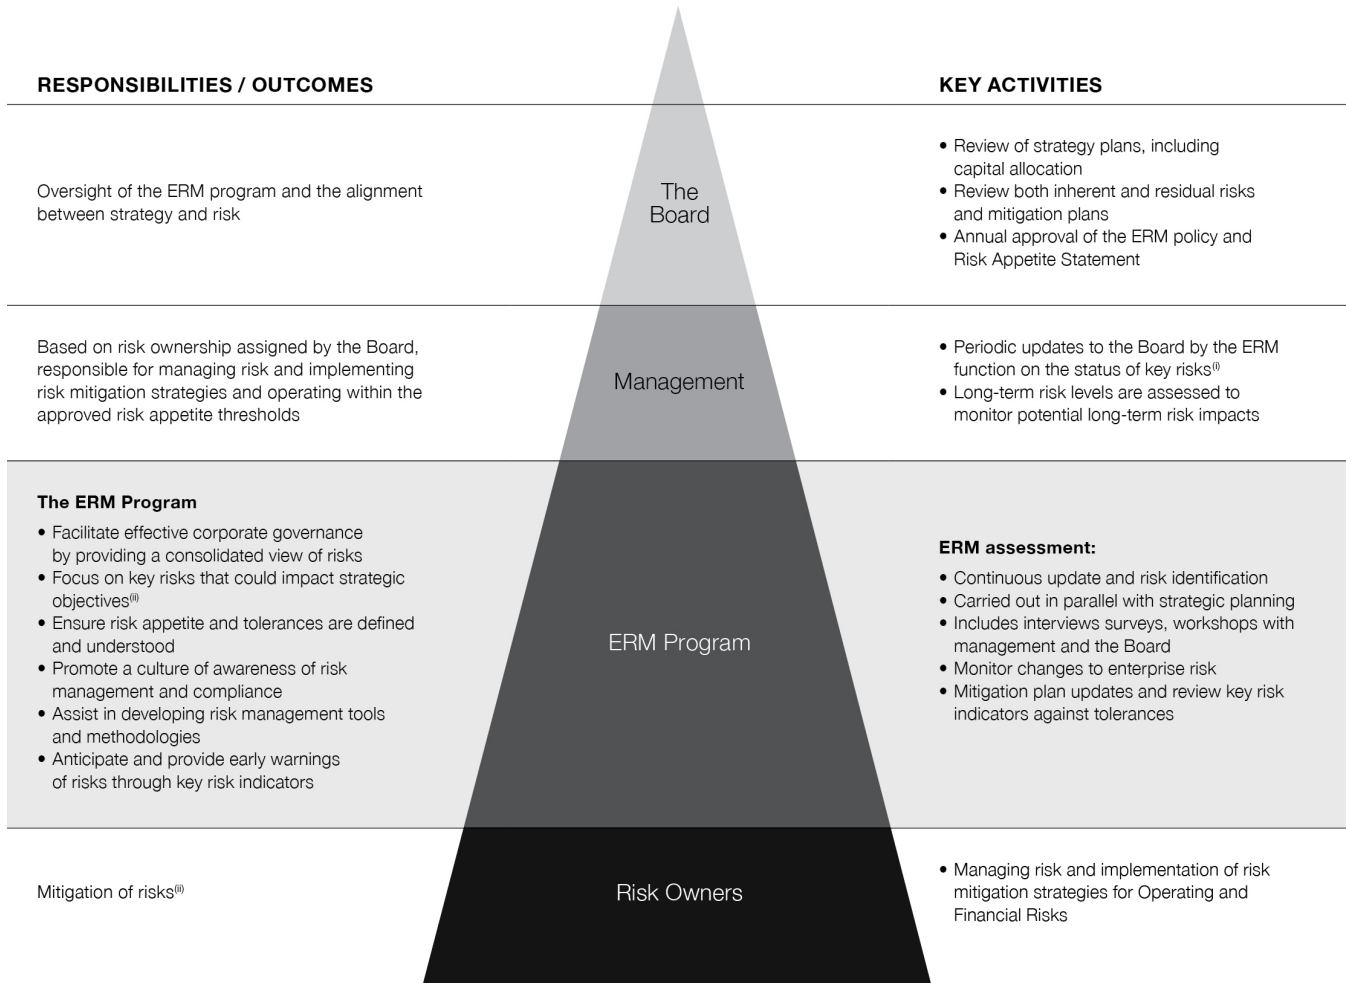 RESPONSIBILITIES / OUTCOMES
KEY ACTIVITIES
Oversight of the ERM program and the alignment
between strategy and risk
The
Board
• Review of strategy plans, including
capital allocation
• Review both inherent and residual risks
and mitigation plans
• Annual approval of the ERM policy and
Risk Appetite Statement
Based on risk ownership assigned by the Board,
responsible for managing risk and implementing
risk mitigation strategies and operating within the
approved risk appetite thresholds
Management
• Periodic updates to the Board by the ERM
function on the status of key risks(i)
• Long-term risk levels are assessed to
monitor potential long-term risk impacts
The ERM Program
• Facilitate effective corporate governance
by providing a consolidated view of risks
• Focus on key risks that could impact strategic
objectives(ii)
• Ensure risk appetite and tolerances are defined
and understood
• Promote a culture of awareness of risk
management and compliance
• Assist in developing risk management tools
and methodologies
• Anticipate and provide early warnings
of risks through key risk indicators
ERM Program
ERM assessment:
• Continuous update and risk identification
• Carried out in parallel with strategic planning
• Includes interviews surveys, workshops with
management and the Board
• Monitor changes to enterprise risk
• Mitigation plan updates and review key risk
indicators against tolerances
Mitigation of risks(ii)
Risk Owners
• Managing risk and implementation of risk
mitigation strategies for Operating and
Financial Risks